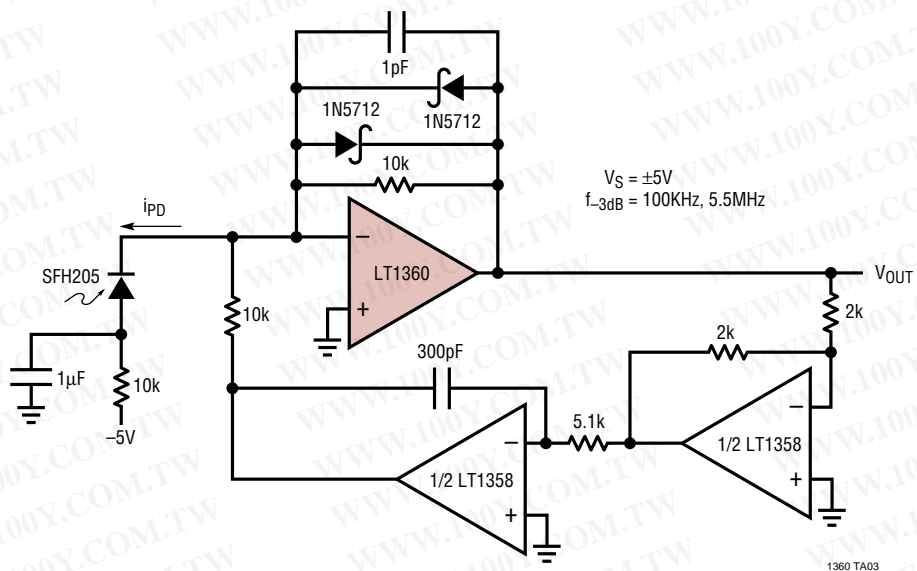 1pF
1N5712
1N5712
10k
V_S = ±5V
f_–3dB = 100KHz, 5.5MHz
i_PD
–
LT1360
+
V_OUT
SFH205
10k
2k
2k
300pF
1µF
10k
–5V
–
5.1k
–
1/2 LT1358
1/2 LT1358
+
+
1360 TA03
WWW.100Y.COM.TW